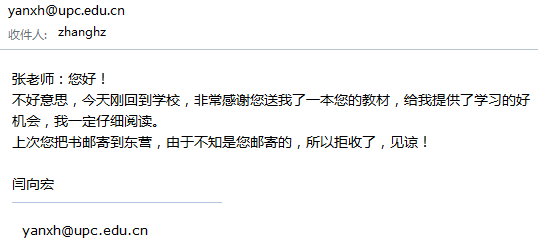 yanxh@upc.edu.cn
收件人: zhanghz
张老师：您好！
不好意思，今天刚回到学校，非常感谢您送我了一本您的教材，给我提供了学习的好
机会，我一定仔细阅读。
上次您把书邮寄到东营，由于不知是您邮寄的，所以拒收了，见谅！
闫向宏
yanxh@upc.edu.cn